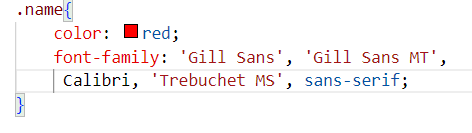 .name{
color: red;
font-family: 'Gill Sans', 'Gill Sans MT',
Calibri, 'Trebuchet MS', sans-serif;
}